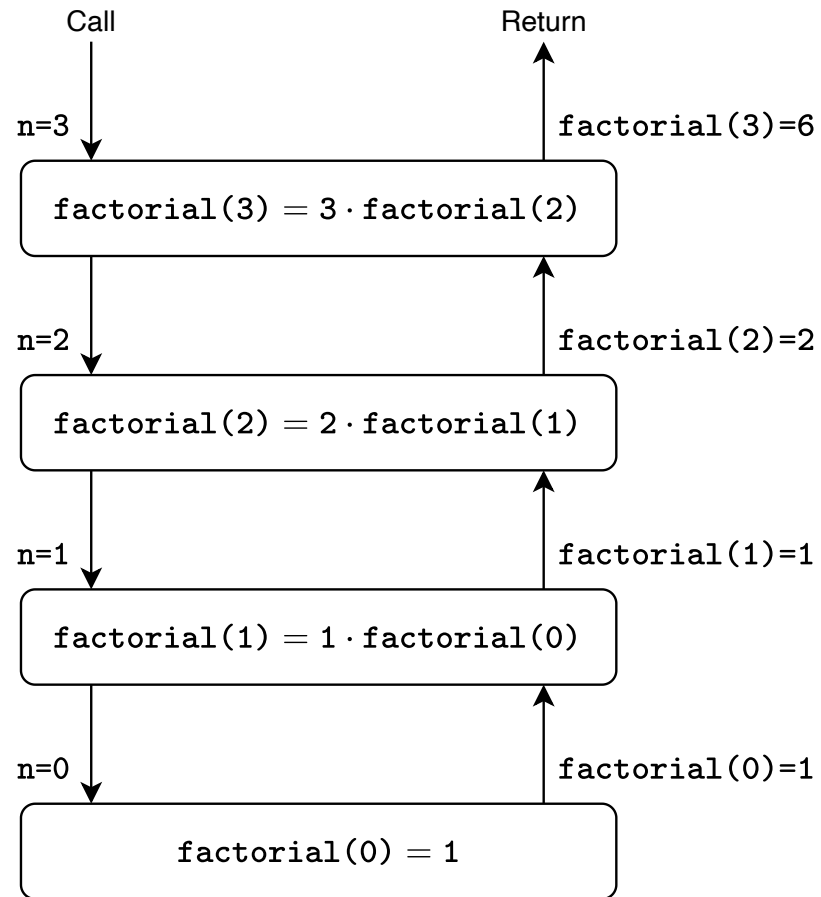 Call Return
n=3 factorial(3)=6
factorial(3) = 3 · factorial(2)
n=2 factorial(2)=2
factorial(2) = 2 · factorial(1)
n=1 factorial(1)=1
factorial(1) = 1 · factorial(0)
n=0 factorial(0)=1
factorial(0) = 1